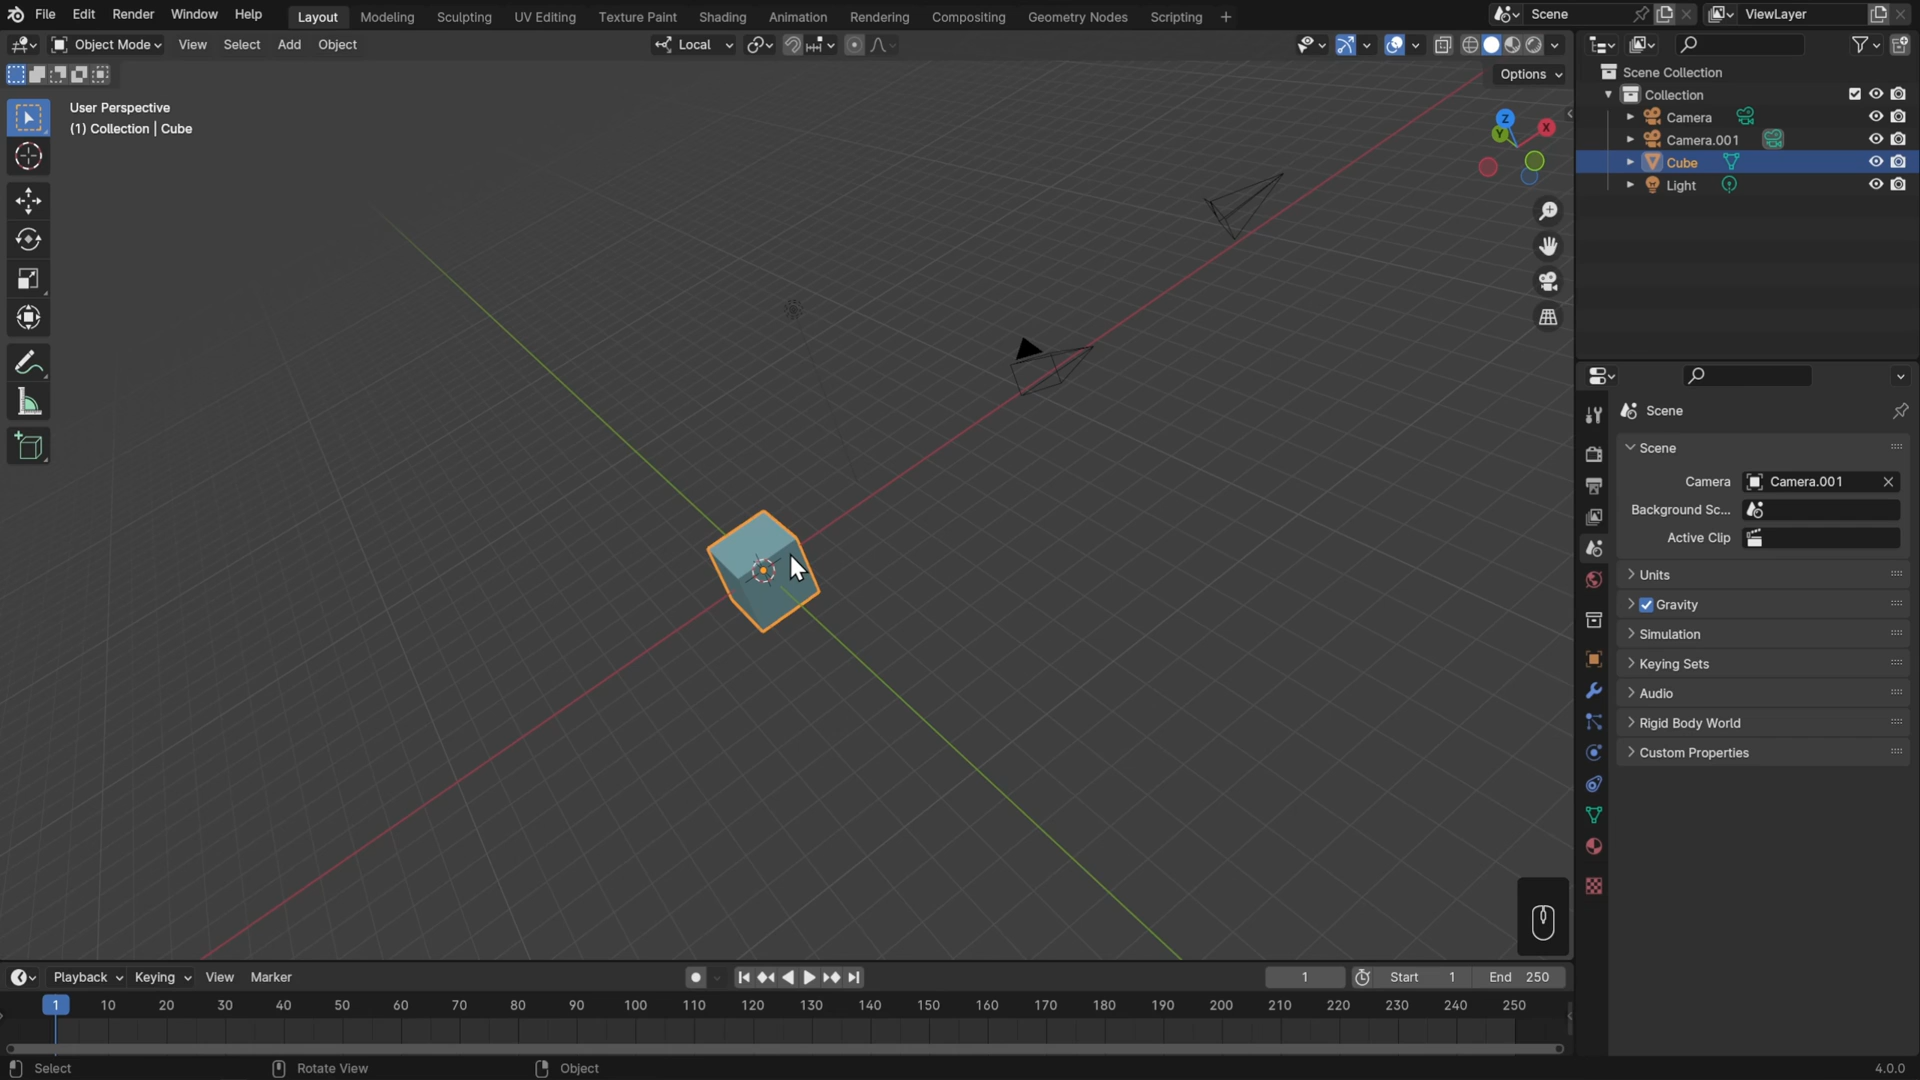 File Edit Render Window Help Layout Modeling Sculpting UV Editing Texture Paint Shading Animation Rendering Compositing Geometry Nodes Scripting + Scene ViewLayer
Object Mode View Select Add Object Local
Options
User Perspective
(1) Collection | Cube
Z
Y
X
Scene Collection
Collection
Camera
Camera.001
Cube
Light
Scene
Scene
Camera Camera.001
Background Sc...
Active Clip
Units
Gravity
Simulation
Keying Sets
Audio
Rigid Body World
Custom Properties
Playback Keying View Marker 1 Start 1 End 250
1 10 20 30 40 50 60 70 80 90 100 110 120 130 140 150 160 170 180 190 200 210 220 230 240 250
Select Rotate View Object 4.0.0